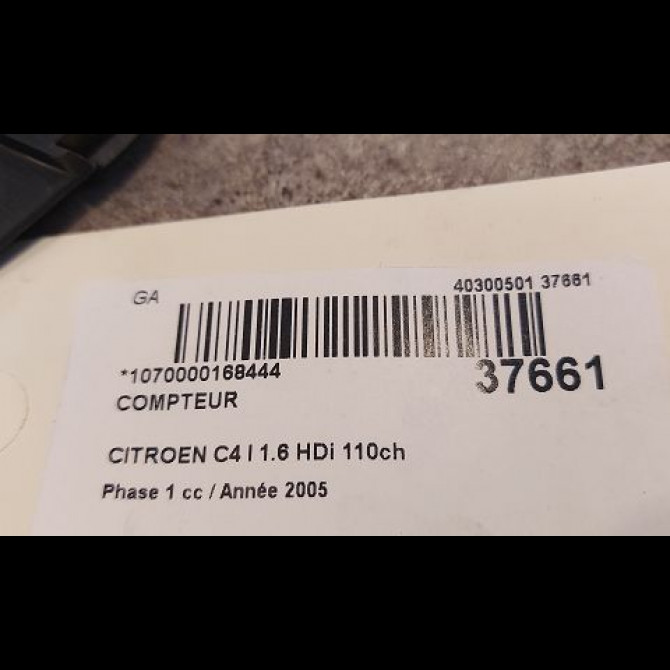 GA 40300501 37661
*1070000168444 37661
COMPTEUR
CITROEN C4 I 1.6 HDi 110ch
Phase 1 cc / Année 2005